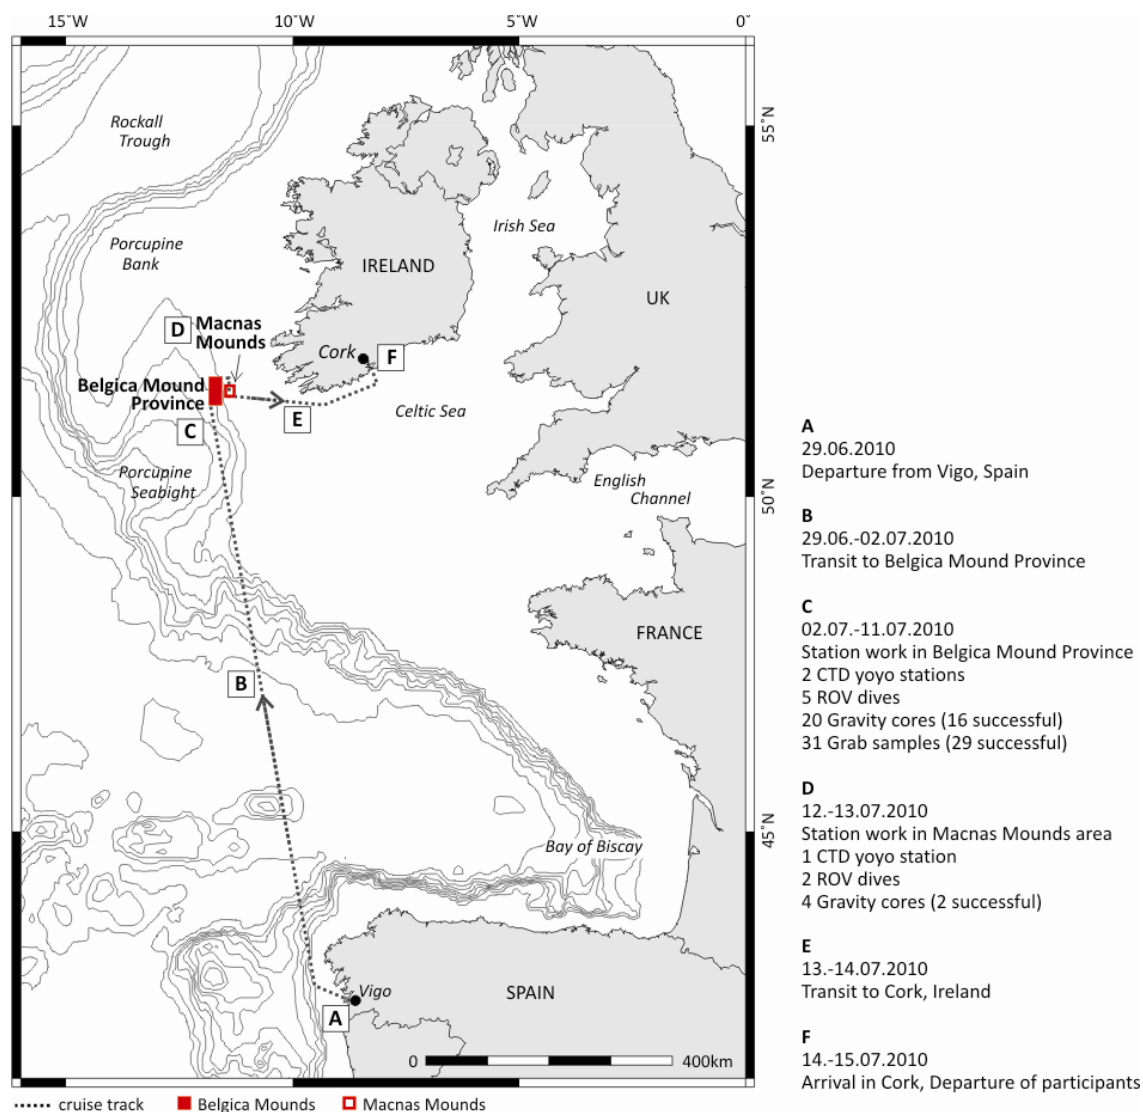 15˚W
10˚W
5˚W
0˚
55˚N
50˚N
45˚N
Rockall
Trough
Porcupine
Bank
Irish Sea
IRELAND
UK
D
Macnas
Mounds
Cork
F
Belgica Mound
Province
C
E
Celtic Sea
Porcupine
Seabight
English
Channel
FRANCE
B
Bay of Biscay
Vigo
A
SPAIN
0
400km
cruise track
Belgica Mounds
Macnas Mounds
A
29.06.2010
Departure from Vigo, Spain
B
29.06.-02.07.2010
Transit to Belgica Mound Province
C
02.07.-11.07.2010
Station work in Belgica Mound Province
2 CTD yoyo stations
5 ROV dives
20 Gravity cores (16 successful)
31 Grab samples (29 successful)
D
12.-13.07.2010
Station work in Macnas Mounds area
1 CTD yoyo station
2 ROV dives
4 Gravity cores (2 successful)
E
13.-14.07.2010
Transit to Cork, Ireland
F
14.-15.07.2010
Arrival in Cork, Departure of participants